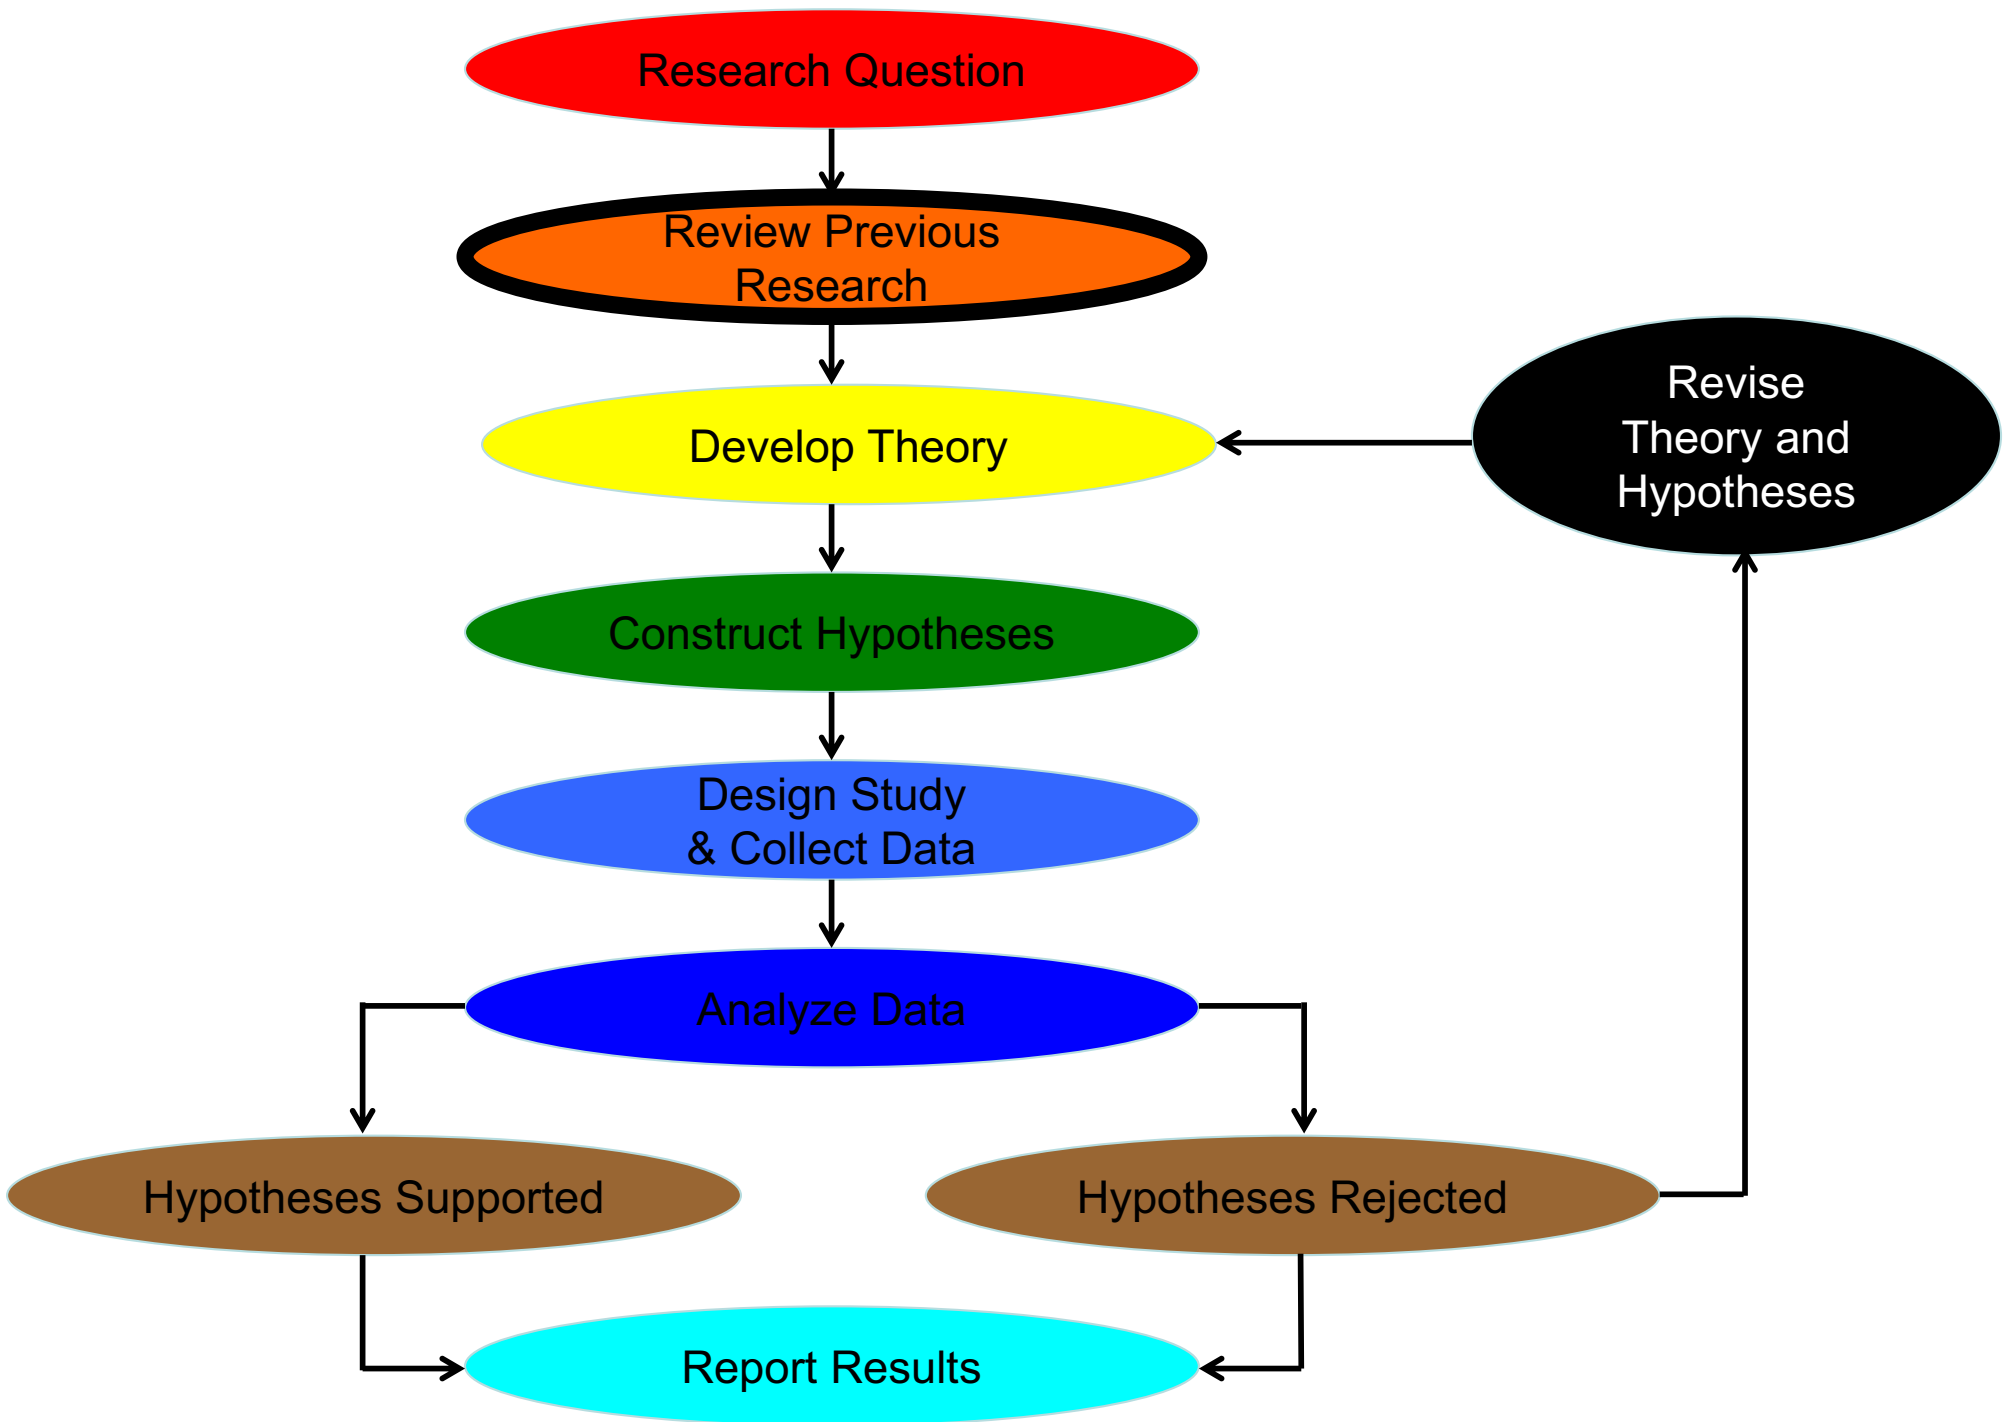 Research Question
Review Previous
Research
Develop Theory
Revise
Theory and
Hypotheses
Construct Hypotheses
Design Study
& Collect Data
Analyze Data
Hypotheses Supported
Hypotheses Rejected
Report Results